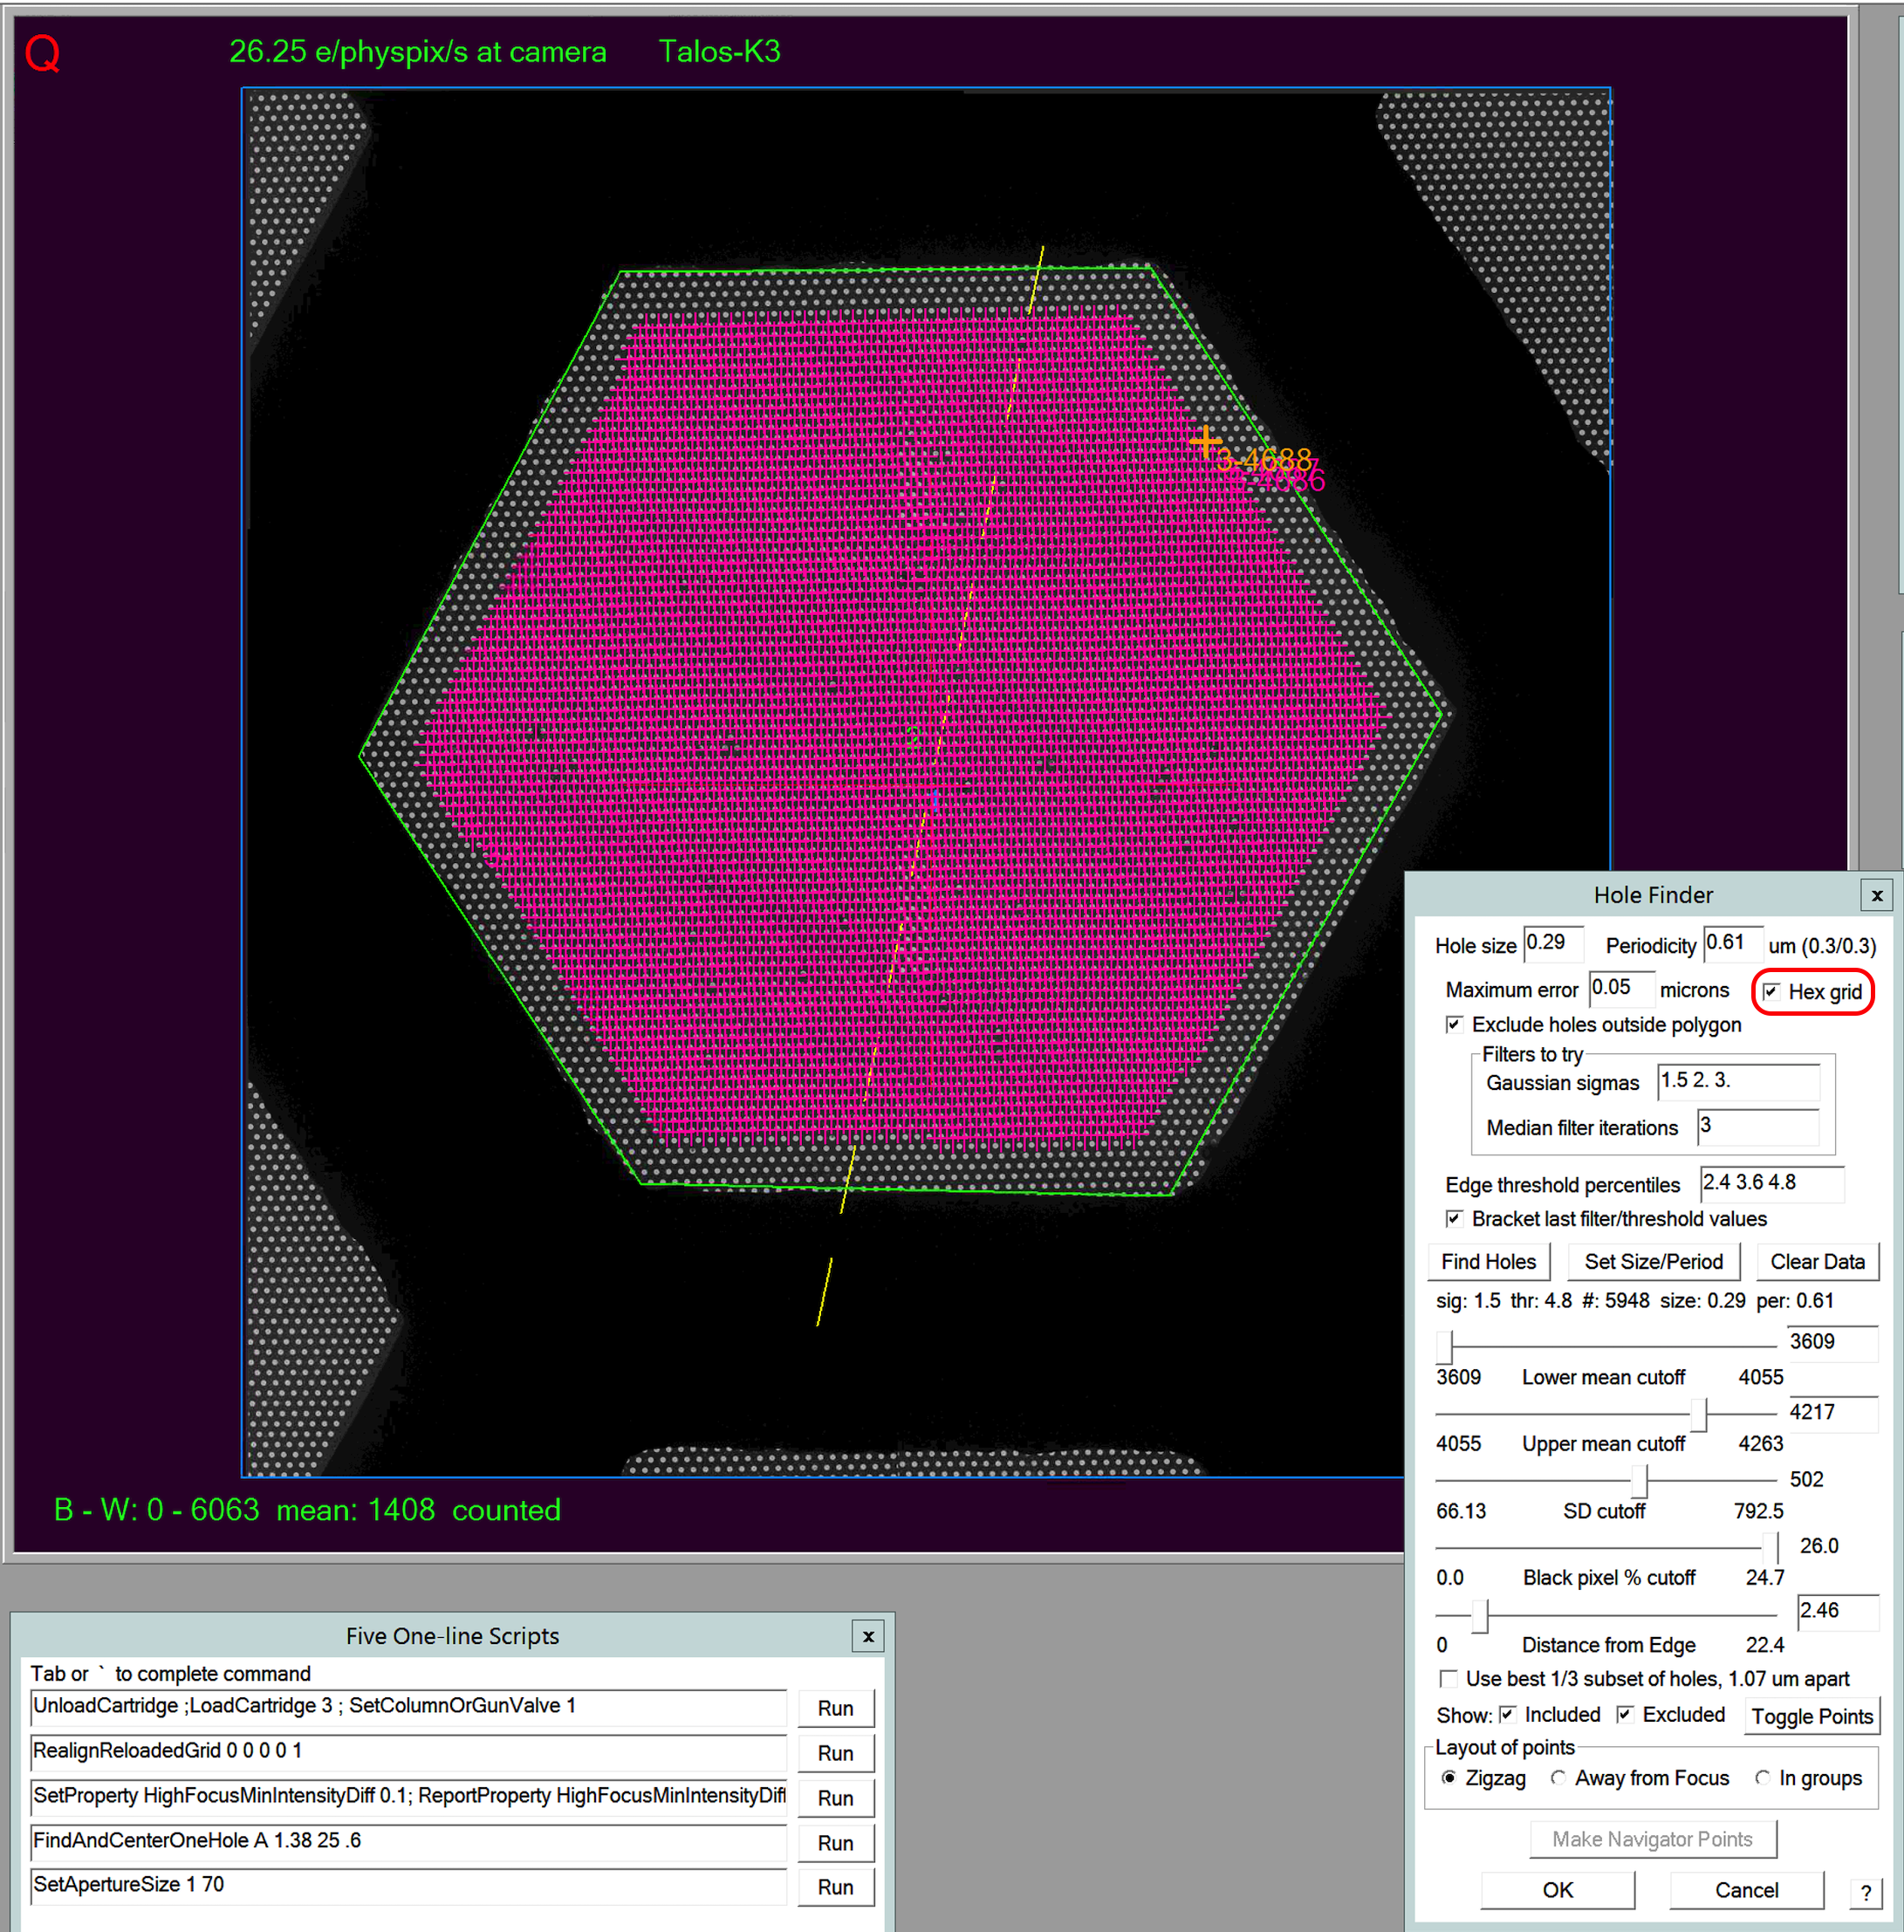 Q
26.25 e/physpix/s at camera Talos-K3
3-4688
4686
2
B - W: 0 - 6063 mean: 1408 counted
Hole Finder
x
Hole size 0.29 Periodicity 0.61 um (0.3/0.3)
Maximum error 0.05 microns Hex grid
Exclude holes outside polygon
Filters to try
Gaussian sigmas 1.5 2. 3.
Median filter iterations 3
Edge threshold percentiles 2.4 3.6 4.8
Bracket last filter/threshold values
Find Holes Set Size/Period Clear Data
sig: 1.5 thr: 4.8 #: 5948 size: 0.29 per: 0.61
3609
3609 Lower mean cutoff 4055
4217
4055 Upper mean cutoff 4263
502
66.13 SD cutoff 792.5
26.0
0.0 Black pixel % cutoff 24.7
2.46
0 Distance from Edge 22.4
Use best 1/3 subset of holes, 1.07 um apart
Show: Included Excluded Toggle Points
Layout of points
Zigzag Away from Focus In groups
Make Navigator Points
OK Cancel ?
Five One-line Scripts
x
Tab or ` to complete command
UnloadCartridge ;LoadCartridge 3 ; SetColumnOrGunValve 1 Run
RealignReloadedGrid 0 0 0 0 1 Run
SetProperty HighFocusMinIntensityDiff 0.1; ReportProperty HighFocusMinIntensityDiff Run
FindAndCenterOneHole A 1.38 25 .6 Run
SetApertureSize 1 70 Run